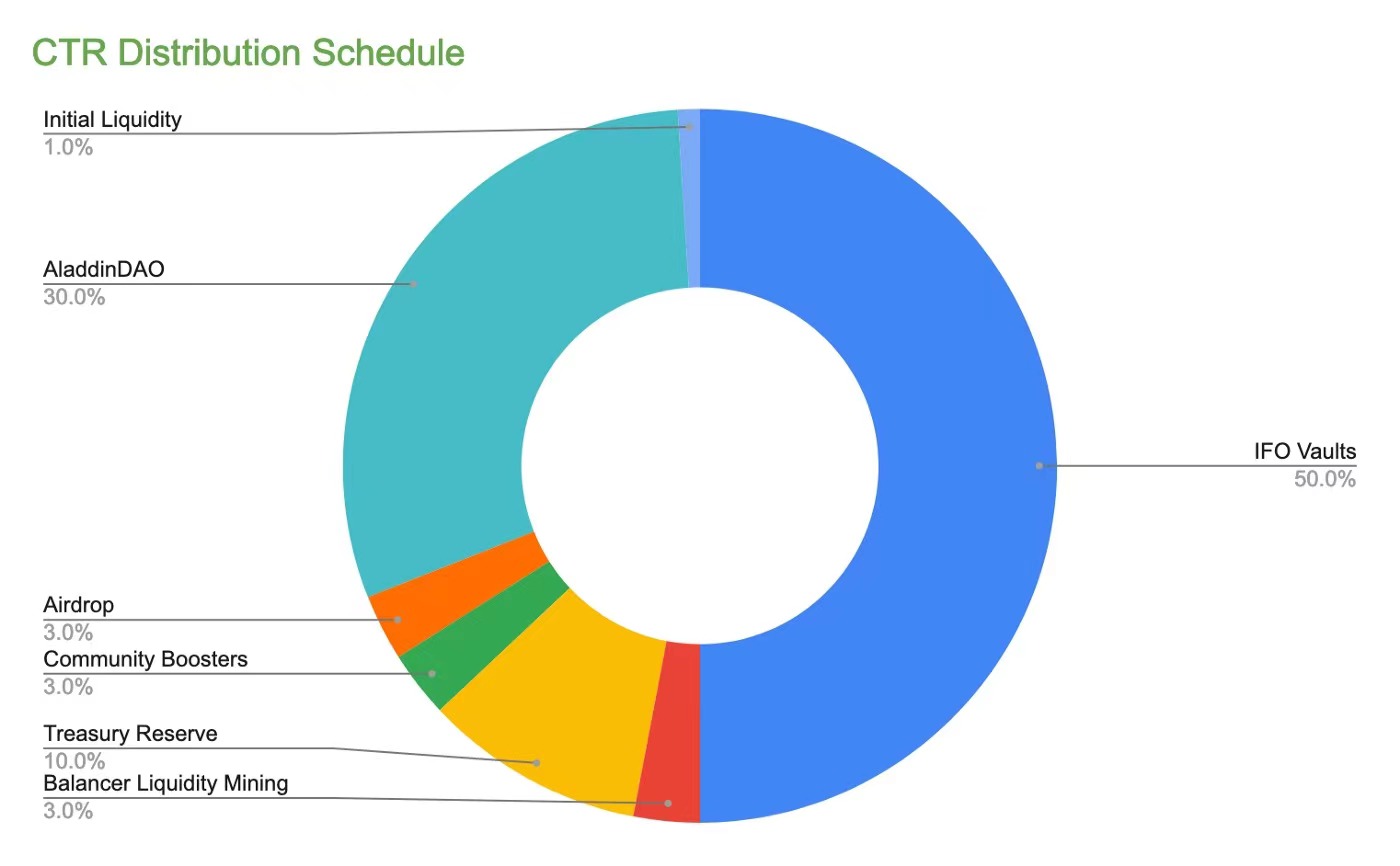 CTR Distribution Schedule
Initial Liquidity
1.0%
AladdinDAO
30.0%
IFO Vaults
50.0%
Airdrop
3.0%
Community Boosters
3.0%
Treasury Reserve
10.0%
Balancer Liquidity Mining
3.0%